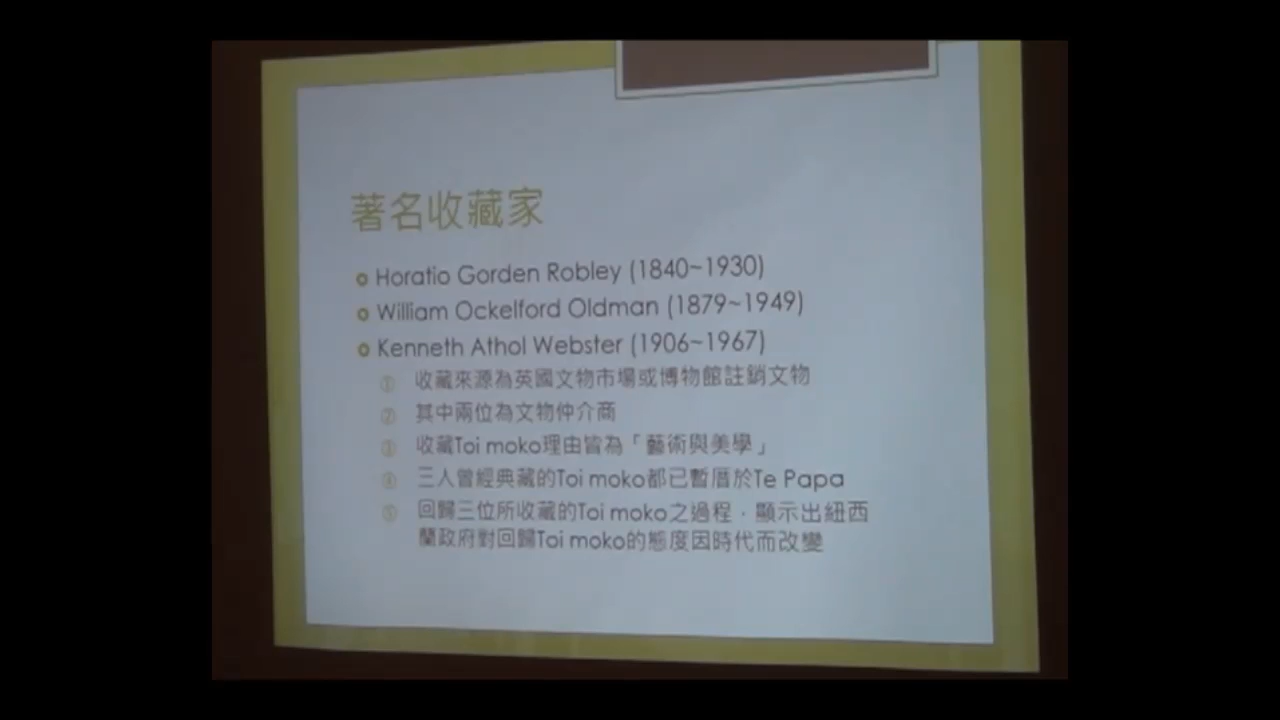 著名收藏家
Horatio Gorden Robley (1840~1930)
William Ockelford Oldman (1879~1949)
Kenneth Athol Webster (1906~1967)
① 收藏來源為英國文物市場或博物館註銷文物
② 其中兩位為文物仲介商
③ 收藏Toi moko理由皆為「藝術與美學」
④ 三人曾經典藏的Toi moko都已暫厝於Te Papa
⑤ 回歸三位所收藏的Toi moko之過程，顯示出紐西
蘭政府對回歸Toi moko的態度因時代而改變